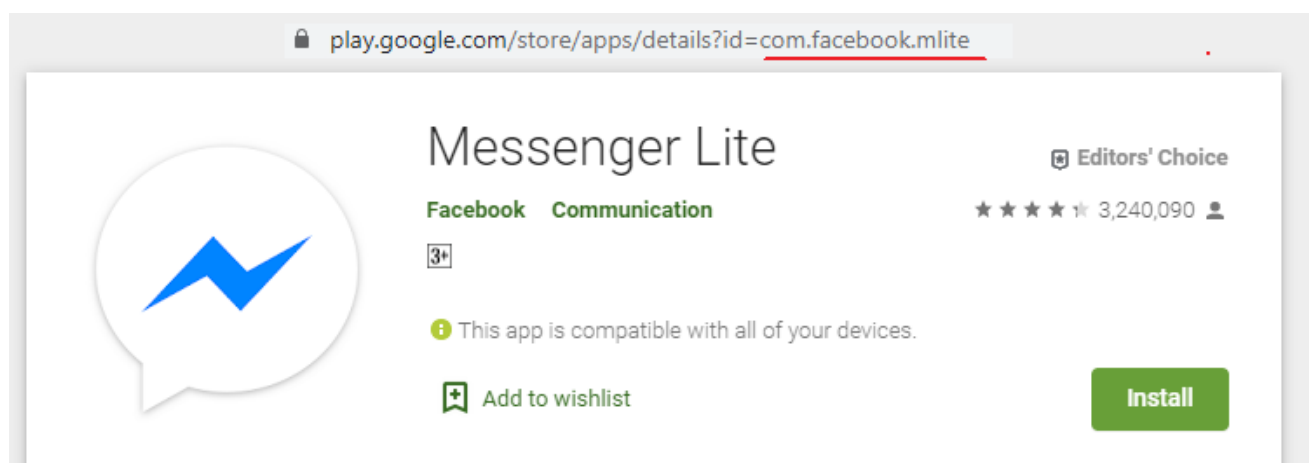 play.google.com/store/apps/details?id=com.facebook.mlite
Messenger Lite
Editors' Choice
Facebook Communication
3,240,090
3+
This app is compatible with all of your devices.
Add to wishlist
Install